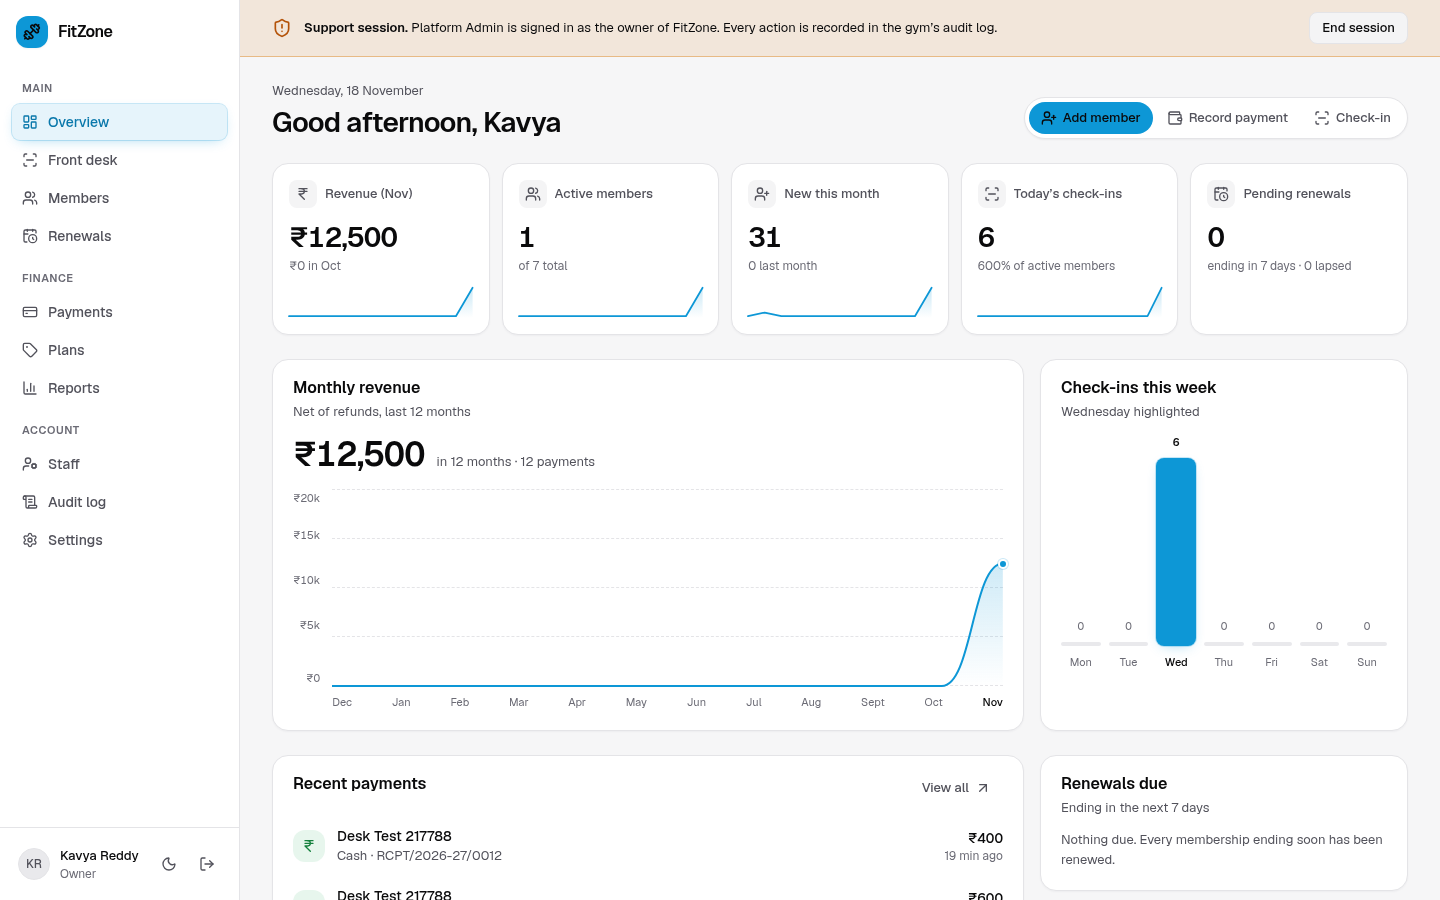 FitZone
MAIN
Overview
Front desk
Members
Renewals
FINANCE
Payments
Plans
Reports
ACCOUNT
Staff
Audit log
Settings
KR
Kavya Reddy
Owner
Support session. Platform Admin is signed in as the owner of FitZone. Every action is recorded in the gym's audit log.
End session
Wednesday, 18 November
Good afternoon, Kavya
Add member
Record payment
Check-in
₹ Revenue (Nov)
₹12,500
₹0 in Oct
Active members
1
of 7 total
New this month
31
0 last month
Today's check-ins
6
600% of active members
Pending renewals
0
ending in 7 days · 0 lapsed
Monthly revenue
Net of refunds, last 12 months
₹12,500 in 12 months · 12 payments
₹20k
₹15k
₹10k
₹5k
₹0
Dec Jan Feb Mar Apr May Jun Jul Aug Sept Oct Nov
Check-ins this week
Wednesday highlighted
6
0 0 0 0 0 0
Mon Tue Wed Thu Fri Sat Sun
Recent payments
View all
₹ Desk Test 217788 ₹400
Cash · RCPT/2026-27/0012 19 min ago
Desk Test 217788 ₹600
Renewals due
Ending in the next 7 days
Nothing due. Every membership ending soon has been
renewed.